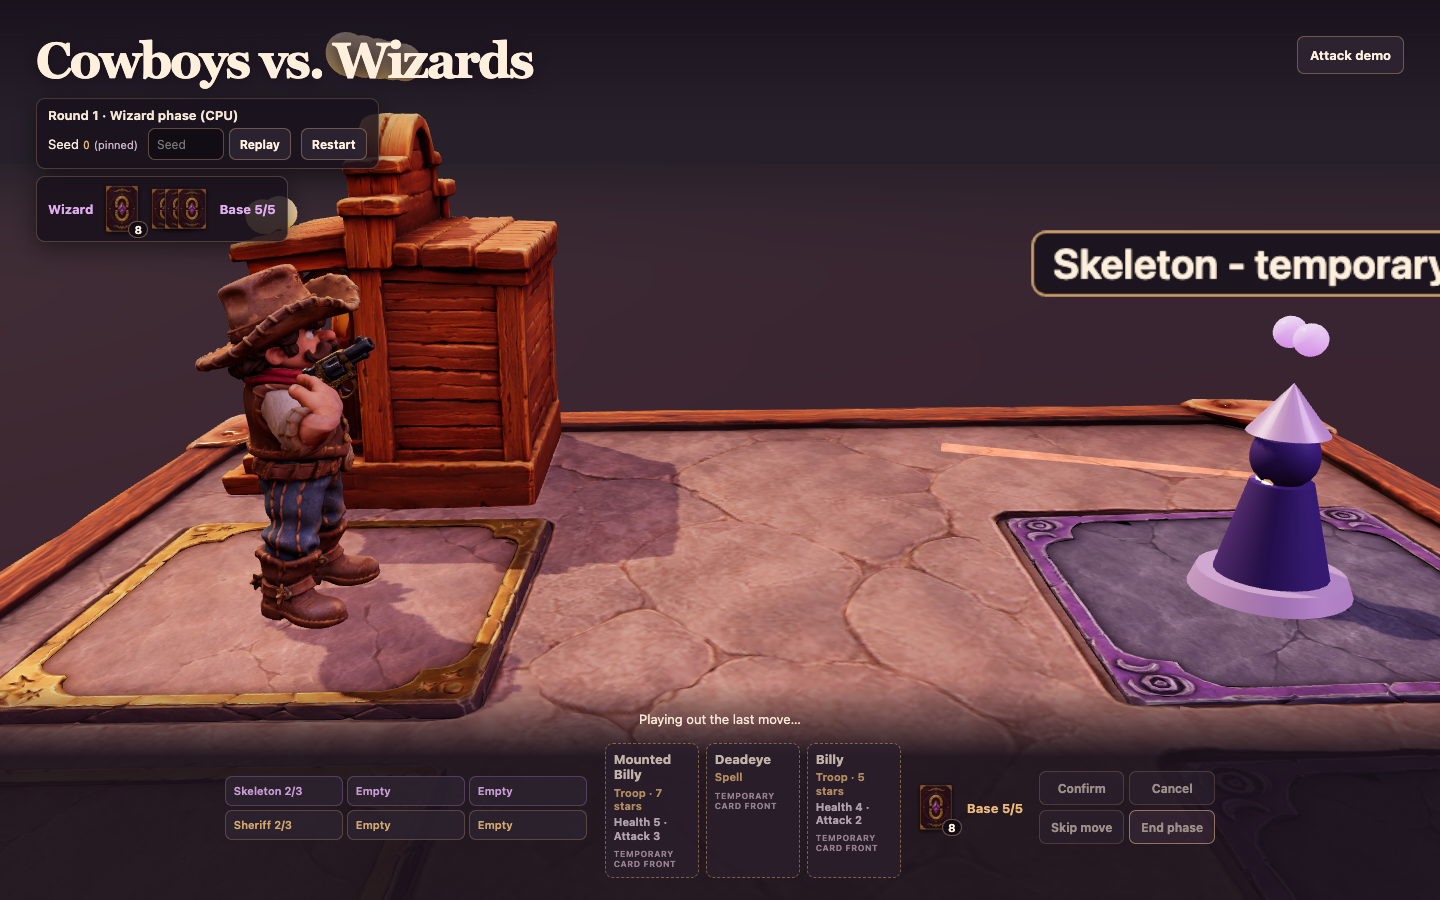 Cowboys vs. Wizards
Attack demo
Round 1 · Wizard phase (CPU)
Seed 0 (pinned) Seed Replay Restart
Wizard 8 Base 5/5
Skeleton - temporary
Playing out the last move...
Skeleton 2/3 Empty Empty
Sheriff 2/3 Empty Empty
Mounted
Billy
Troop · 7
stars
Health 5 ·
Attack 3
TEMPORARY
CARD FRONT
Deadeye
Spell
TEMPORARY
CARD FRONT
Billy
Troop · 5
stars
Health 4 ·
Attack 2
TEMPORARY
CARD FRONT
8 Base 5/5
Confirm Cancel
Skip move End phase